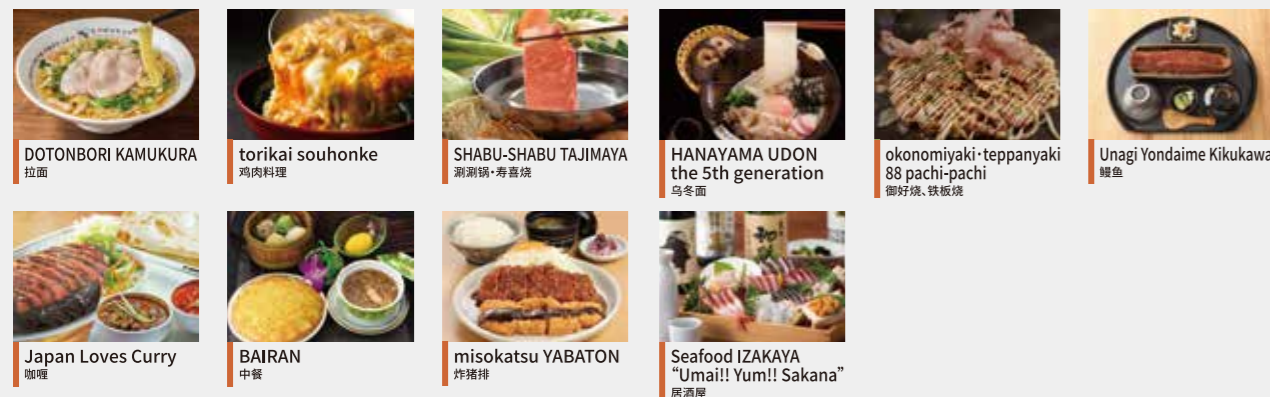 DOTONBORI KAMUKURA
拉面
torikai souhonke
鸡肉料理
SHABU-SHABU TAJIMAYA
涮涮锅·寿喜烧
HANAYAMA UDON
the 5th generation
乌冬面
okonomiyaki·teppanyaki
88 pachi-pachi
御好烧、铁板烧
Unagi Yondaime Kikukawa
鳗鱼
Japan Loves Curry
咖喱
BAIRAN
中餐
misokatsu YABATON
炸猪排
Seafood IZAKAYA
“Umai!! Yum!! Sakana”
居酒屋